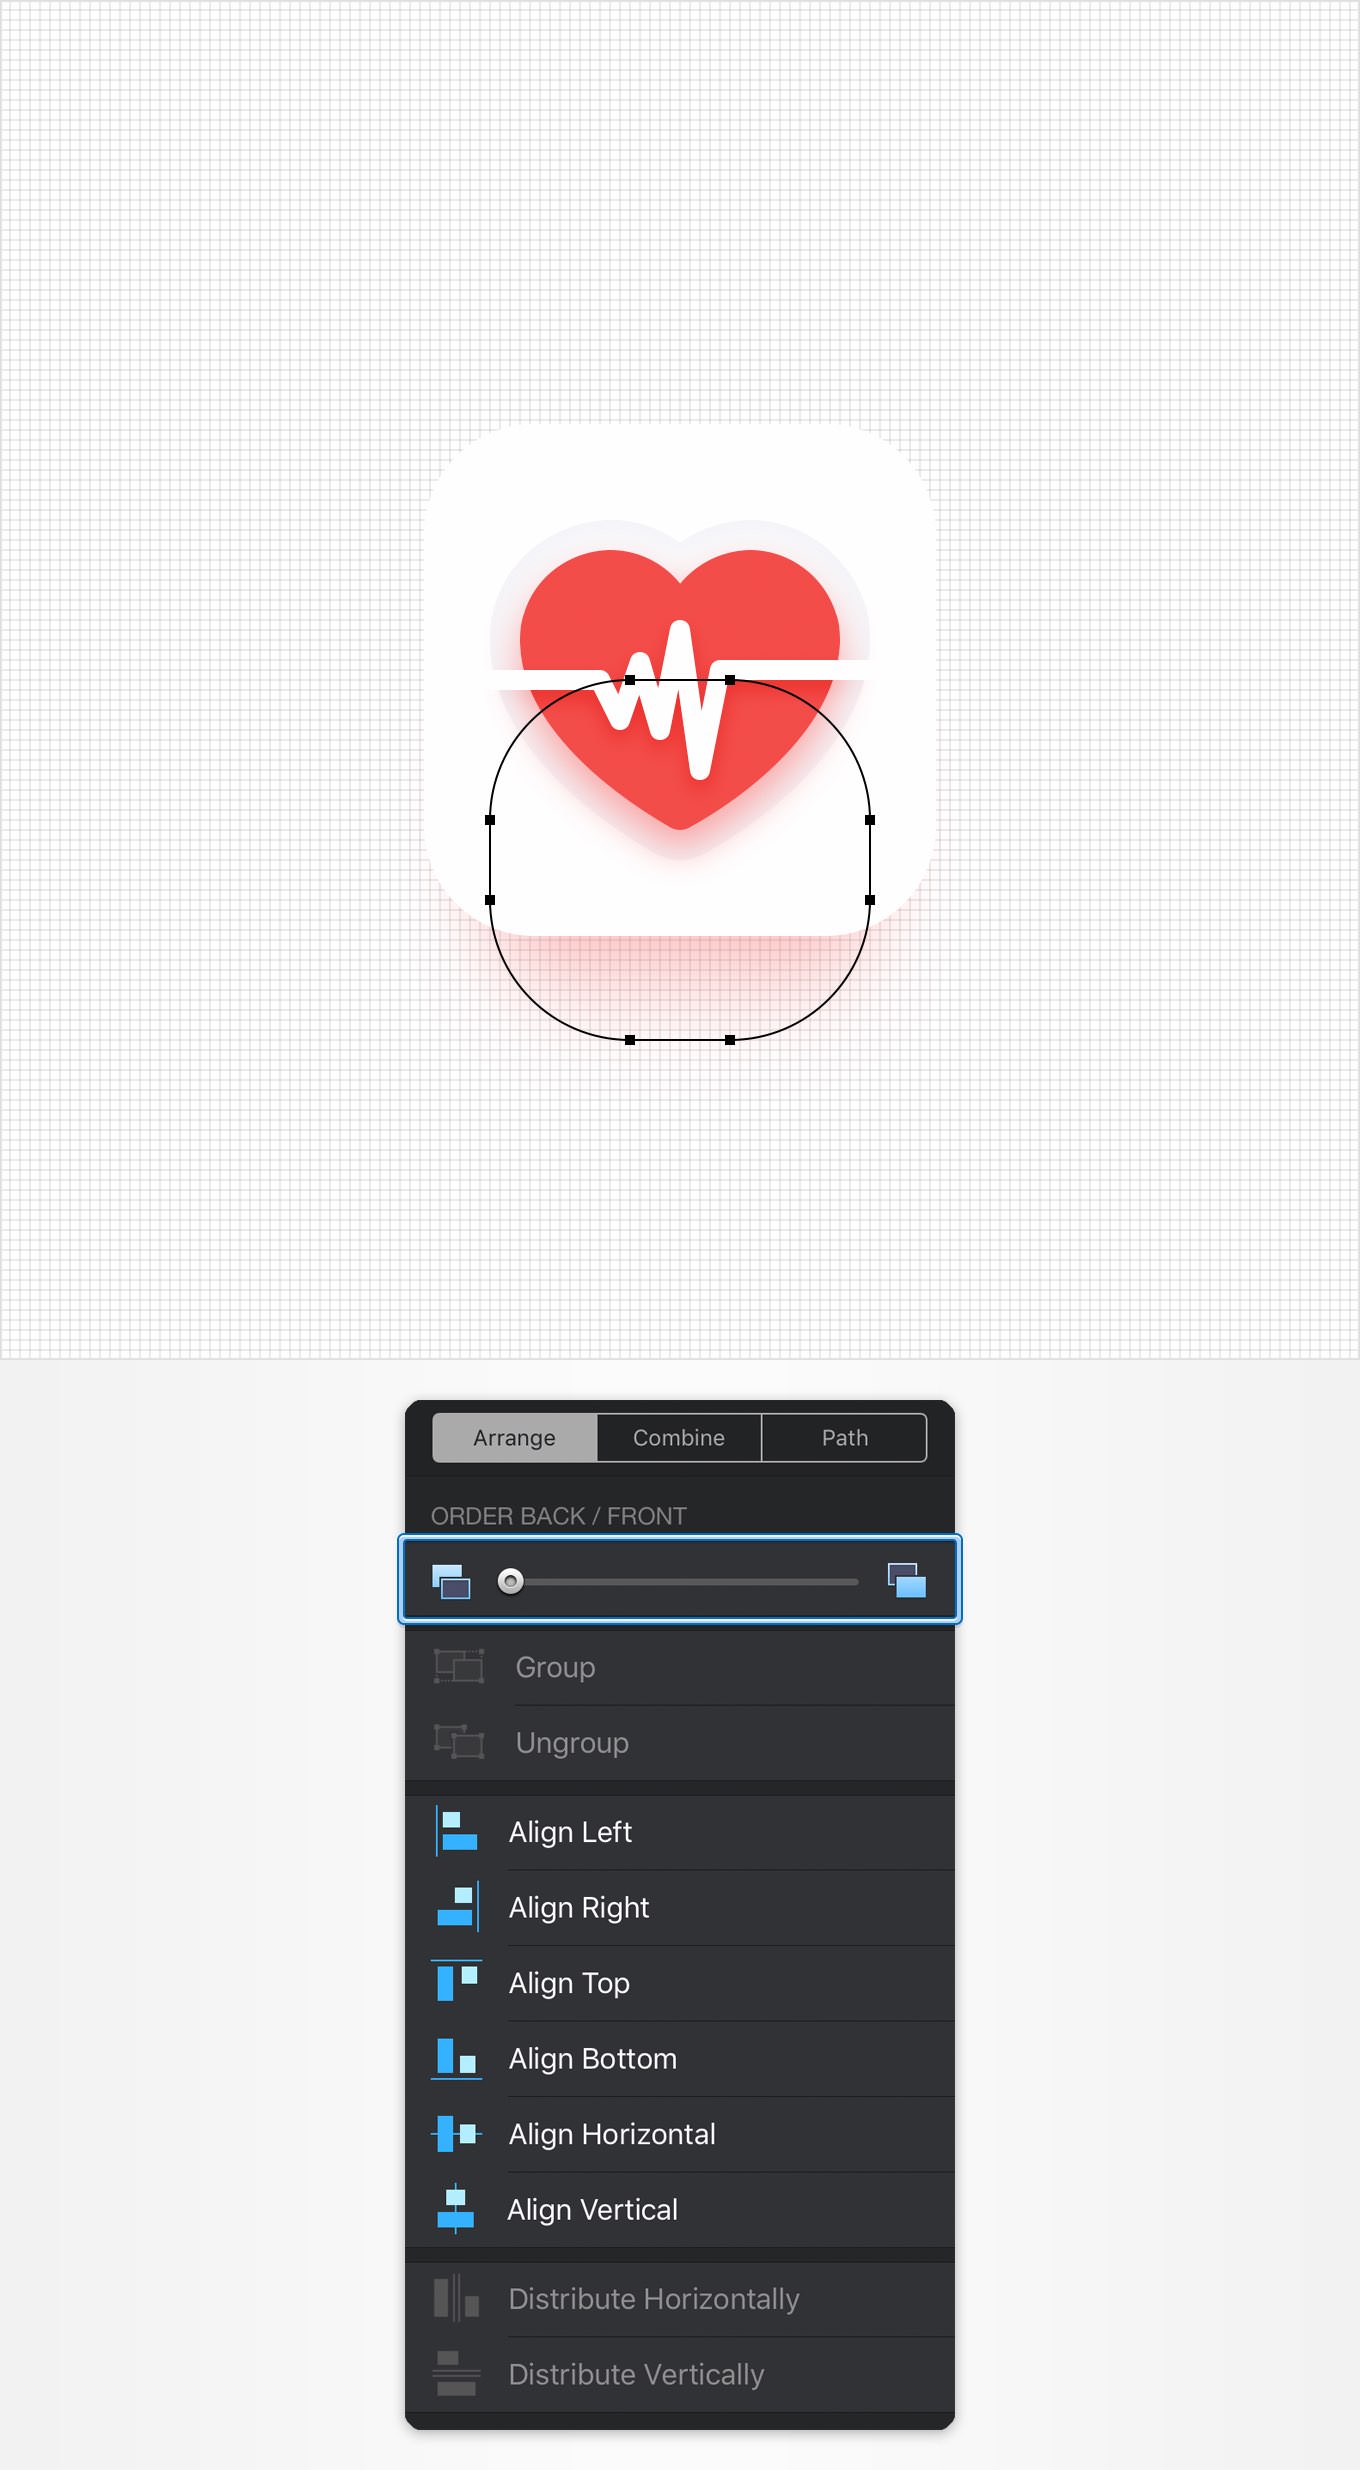 Arrange Combine Path
ORDER BACK / FRONT
Group
Ungroup
Align Left
Align Right
Align Top
Align Bottom
Align Horizontal
Align Vertical
Distribute Horizontally
Distribute Vertically